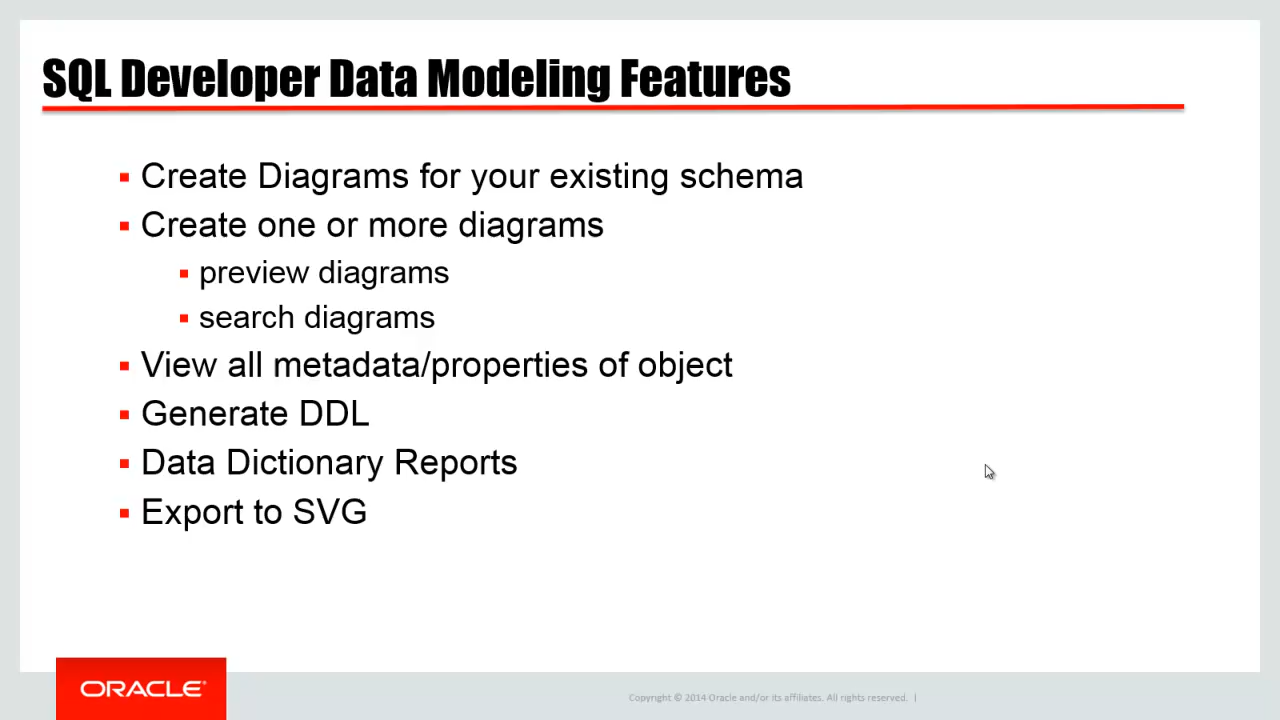 SQL Developer Data Modeling Features
▪ Create Diagrams for your existing schema
▪ Create one or more diagrams
▪ preview diagrams
▪ search diagrams
▪ View all metadata/properties of object
▪ Generate DDL
▪ Data Dictionary Reports
▪ Export to SVG
ORACLE®
Copyright © 2014 Oracle and/or its affiliates. All rights reserved. |